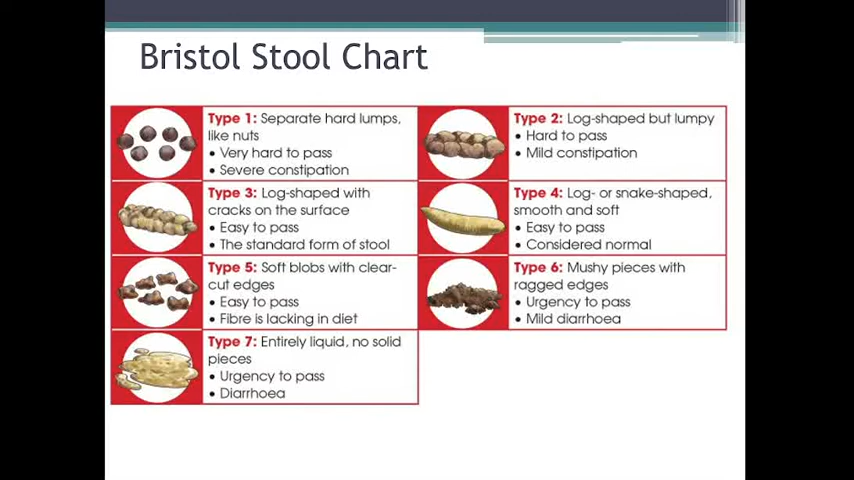 Bristol Stool Chart
Type 1: Separate hard lumps,
like nuts
• Very hard to pass
• Severe constipation
Type 2: Log-shaped but lumpy
• Hard to pass
• Mild constipation
Type 3: Log-shaped with
cracks on the surface
• Easy to pass
• The standard form of stool
Type 4: Log- or snake-shaped,
smooth and soft
• Easy to pass
• Considered normal
Type 5: Soft blobs with clear-
cut edges
• Easy to pass
• Fibre is lacking in diet
Type 6: Mushy pieces with
ragged edges
• Urgency to pass
• Mild diarrhoea
Type 7: Entirely liquid, no solid
pieces
• Urgency to pass
• Diarrhoea